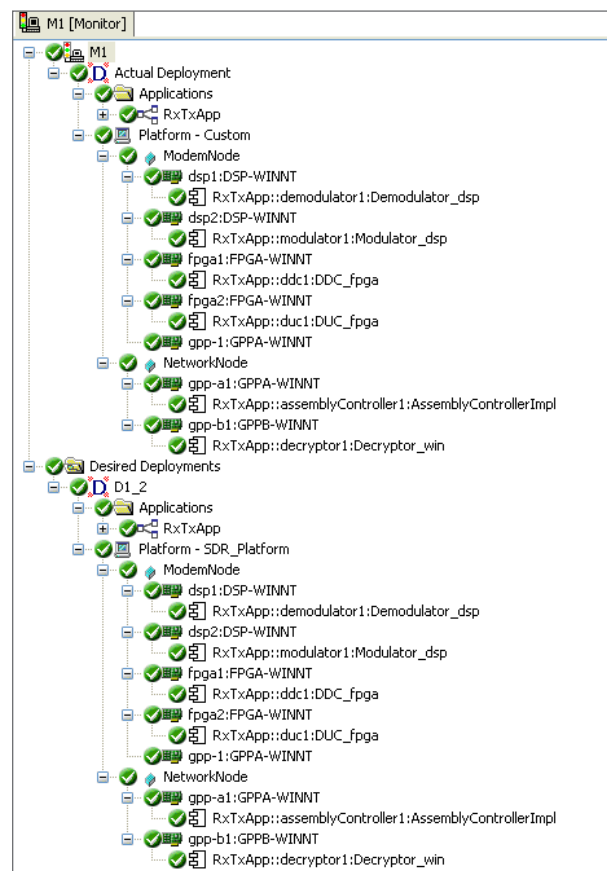 M1 [Monitor]
M1
Actual Deployment
Applications
RxTxApp
Platform - Custom
ModemNode
dsp1:DSP-WINNT
RxTxApp::demodulator1:Demodulator_dsp
dsp2:DSP-WINNT
RxTxApp::modulator1:Modulator_dsp
fpga1:FPGA-WINNT
RxTxApp::ddc1:DDC_fpga
fpga2:FPGA-WINNT
RxTxApp::duc1:DUC_fpga
gpp-1:GPPA-WINNT
NetworkNode
gpp-a1:GPPA-WINNT
RxTxApp::assemblyController1:AssemblyControllerImpl
gpp-b1:GPPB-WINNT
RxTxApp::decryptor1:Decryptor_win
Desired Deployments
D1_2
Applications
RxTxApp
Platform - SDR_Platform
ModemNode
dsp1:DSP-WINNT
RxTxApp::demodulator1:Demodulator_dsp
dsp2:DSP-WINNT
RxTxApp::modulator1:Modulator_dsp
fpga1:FPGA-WINNT
RxTxApp::ddc1:DDC_fpga
fpga2:FPGA-WINNT
RxTxApp::duc1:DUC_fpga
gpp-1:GPPA-WINNT
NetworkNode
gpp-a1:GPPA-WINNT
RxTxApp::assemblyController1:AssemblyControllerImpl
gpp-b1:GPPB-WINNT
RxTxApp::decryptor1:Decryptor_win